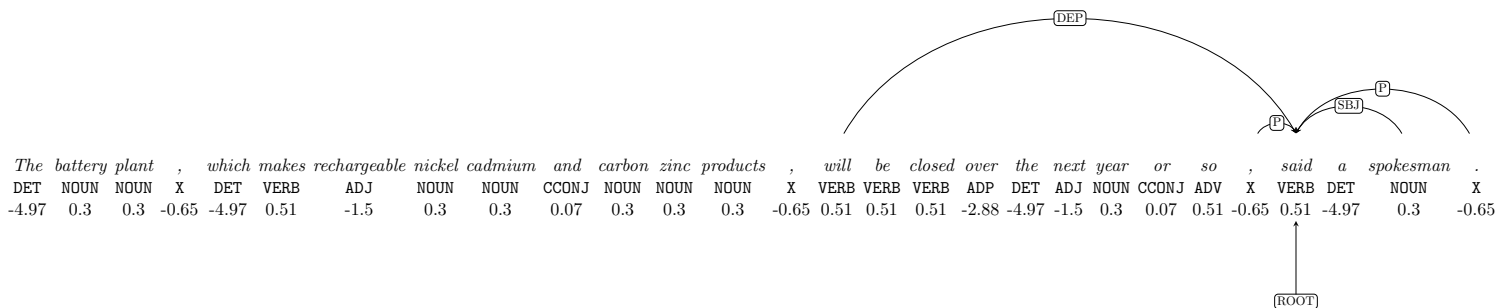 DEP
P
SBJ
P
The battery plant , which makes rechargeable nickel cadmium and carbon zinc products , will be closed over the next year or so , said a spokesman .
DET NOUN NOUN X DET VERB ADJ NOUN NOUN CCONJ NOUN NOUN NOUN X VERB VERB VERB ADP DET ADJ NOUN CCONJ ADV X VERB DET NOUN X
-4.97 0.3 0.3 -0.65 -4.97 0.51 -1.5 0.3 0.3 0.07 0.3 0.3 0.3 -0.65 0.51 0.51 0.51 -2.88 -4.97 -1.5 0.3 0.07 0.51 -0.65 0.51 -4.97 0.3 -0.65
ROOT